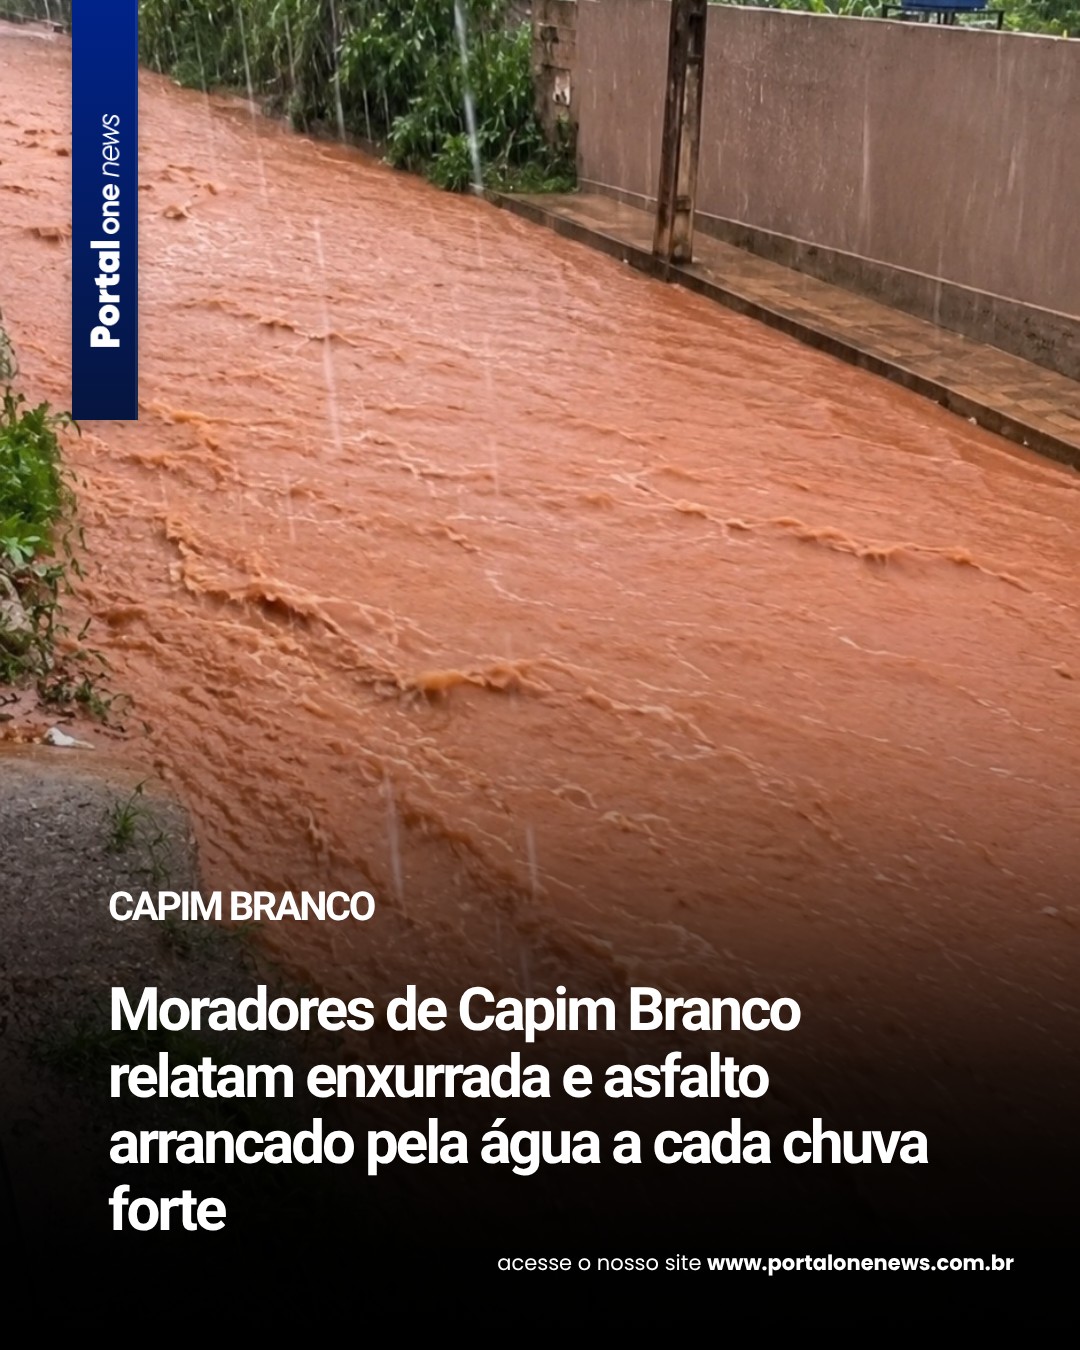 Portal one news
CAPIM BRANCO
Moradores de Capim Branco
relatam enxurrada e asfalto
arrancado pela água a cada chuva
forte
acesse o nosso site www.portalonenews.com.br